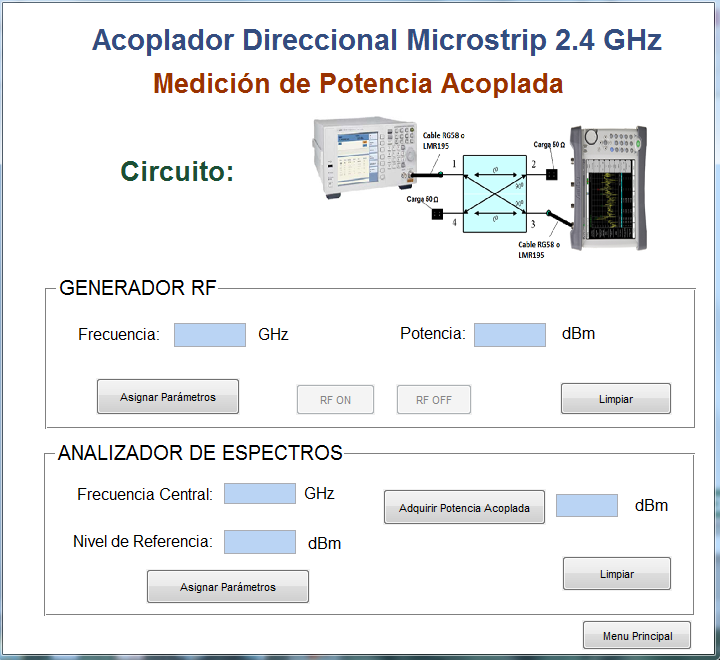 Acoplador Direccional Microstrip 2.4 GHz
Medición de Potencia Acoplada
Circuito:
Cable RG58 o
LMR195
1
2
Carga 50 Ω
Carga 50 Ω
4
3
Cable RG58 o
LMR195
GENERADOR RF
Frecuencia: GHz
Potencia: dBm
Asignar Parámetros
RF ON
RF OFF
Limpiar
ANALIZADOR DE ESPECTROS
Frecuencia Central: GHz
Adquirir Potencia Acoplada dBm
Nivel de Referencia: dBm
Asignar Parámetros
Limpiar
Menu Principal